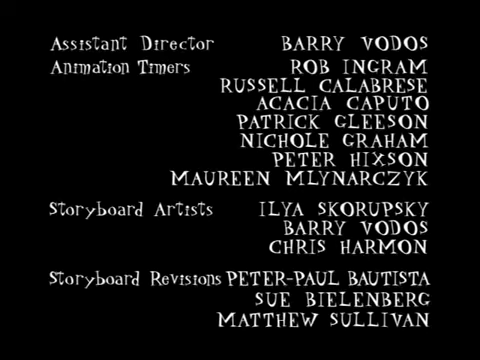 Assistant Director BARRY VODOS
Animation Timers ROB INGRAM
RUSSELL CALABRESE
ACACIA CAPUTO
PATRICK GLEESON
NICHOLE GRAHAM
PETER HIXSON
MAUREEN MLYNARCZYK
Storyboard Artists ILYA SKORUPSKY
BARRY VODOS
CHRIS HARMON
Storyboard Revisions PETER-PAUL BAUTISTA
SUE BIELENBERG
MATTHEW SULLIVAN